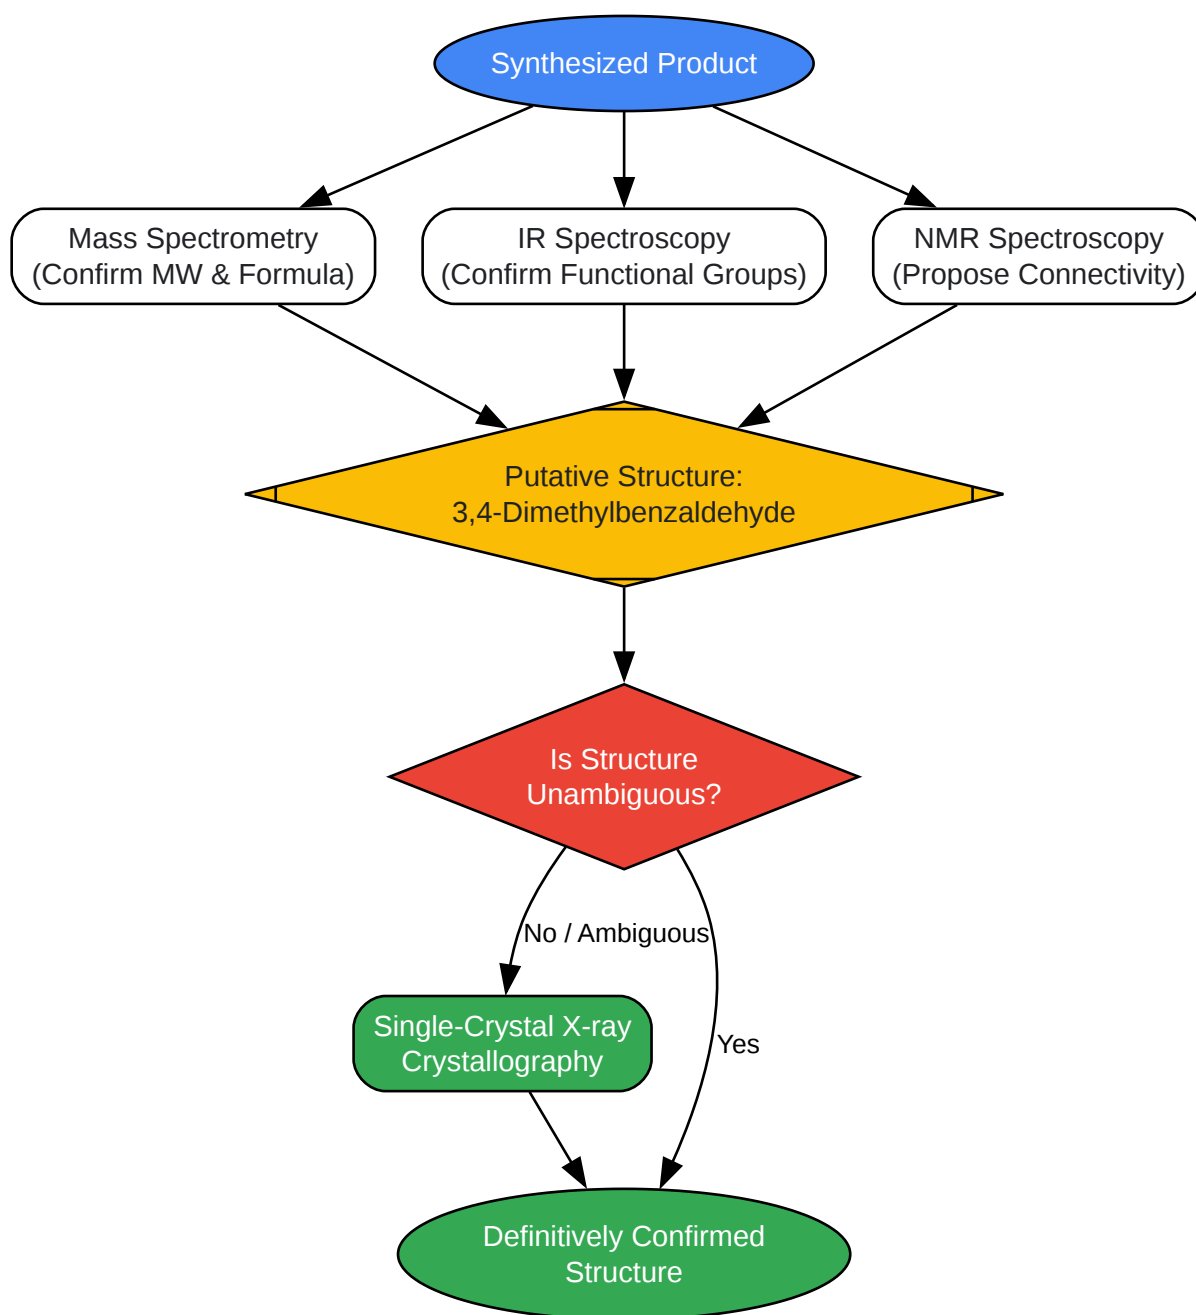 Synthesized Product
Mass Spectrometry
(Confirm MW & Formula)
IR Spectroscopy
(Confirm Functional Groups)
NMR Spectroscopy
(Propose Connectivity)
Putative Structure:
3,4-Dimethylbenzaldehyde
Is Structure
Unambiguous?
No / Ambiguous
Single-Crystal X-ray
Crystallography
Yes
Definitively Confirmed
Structure